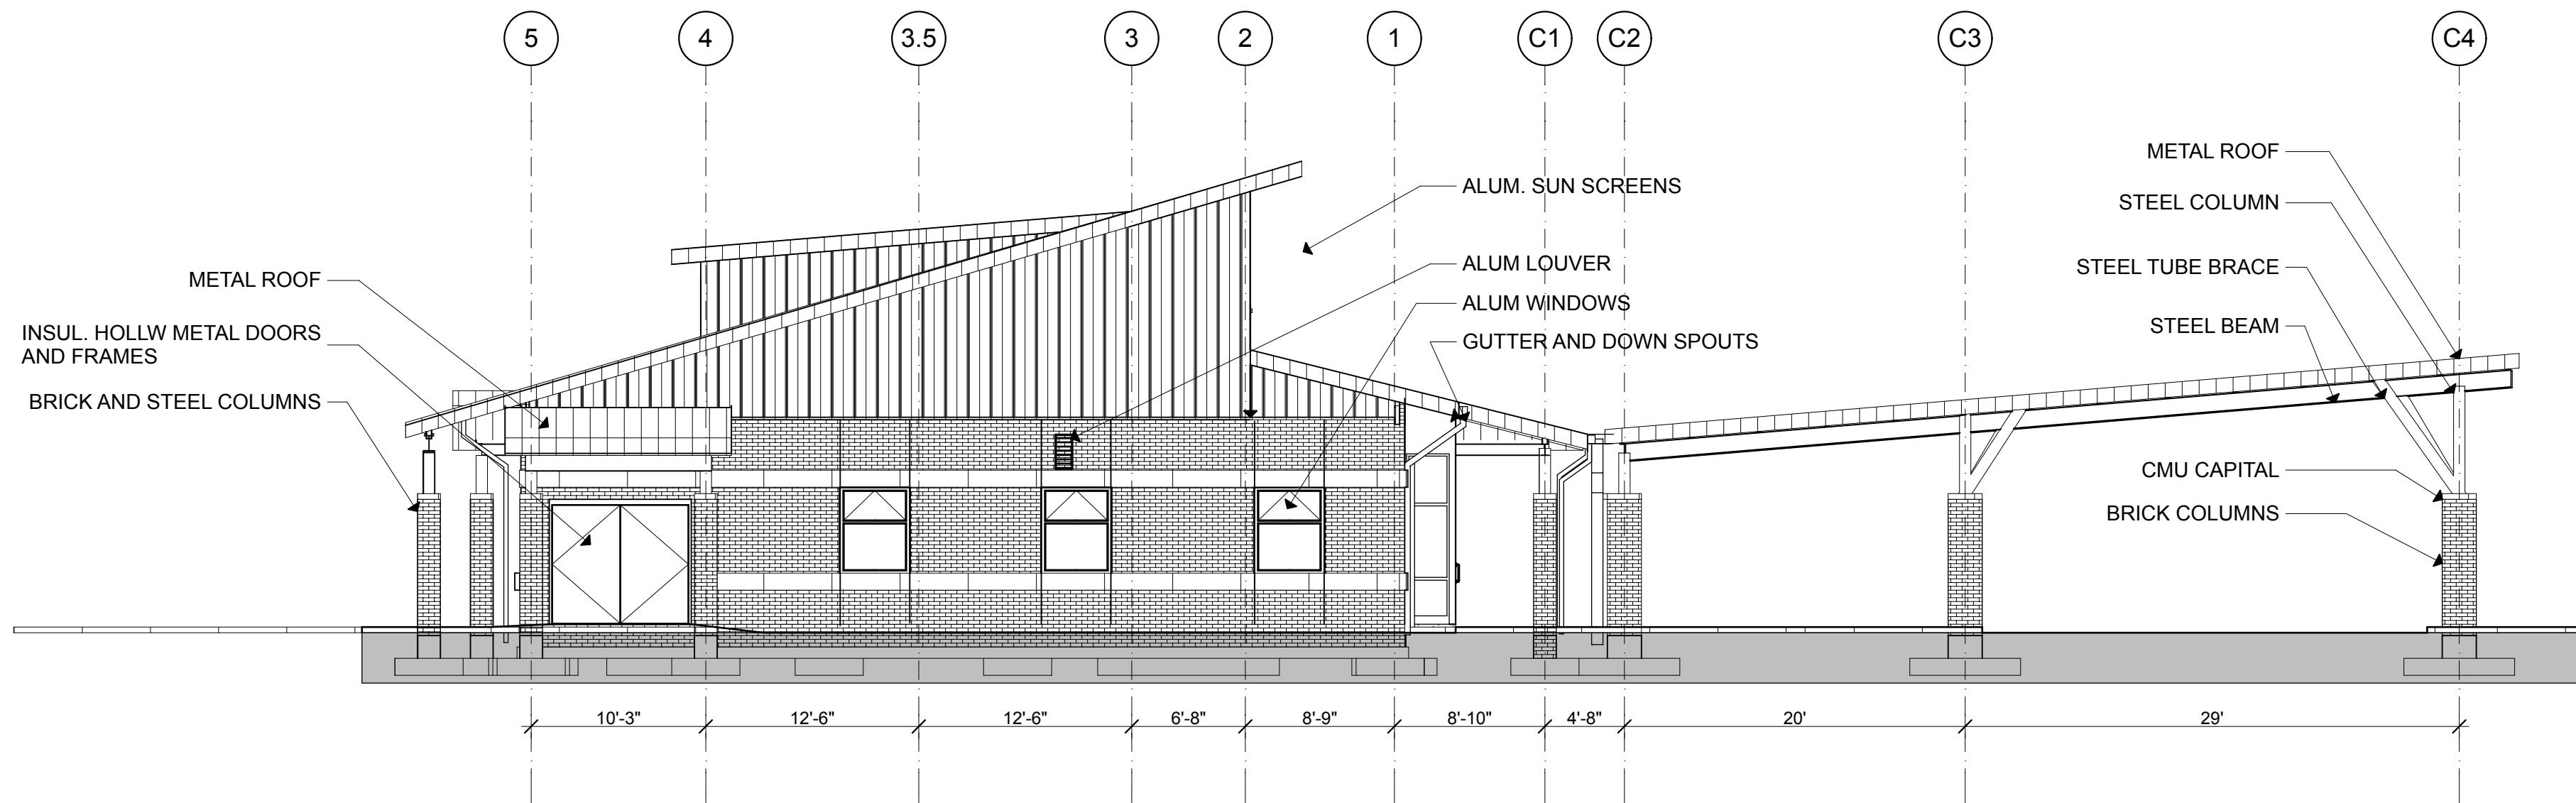 5
4
3.5
3
2
1
C1
C2
C3
C4
METAL ROOF
INSUL. HOLLW METAL DOORS
AND FRAMES
BRICK AND STEEL COLUMNS
ALUM. SUN SCREENS
ALUM LOUVER
ALUM WINDOWS
GUTTER AND DOWN SPOUTS
METAL ROOF
STEEL COLUMN
STEEL TUBE BRACE
STEEL BEAM
CMU CAPITAL
BRICK COLUMNS
10'-3"
12'-6"
12'-6"
6'-8"
8'-9"
8'-10"
4'-8"
20'
29'